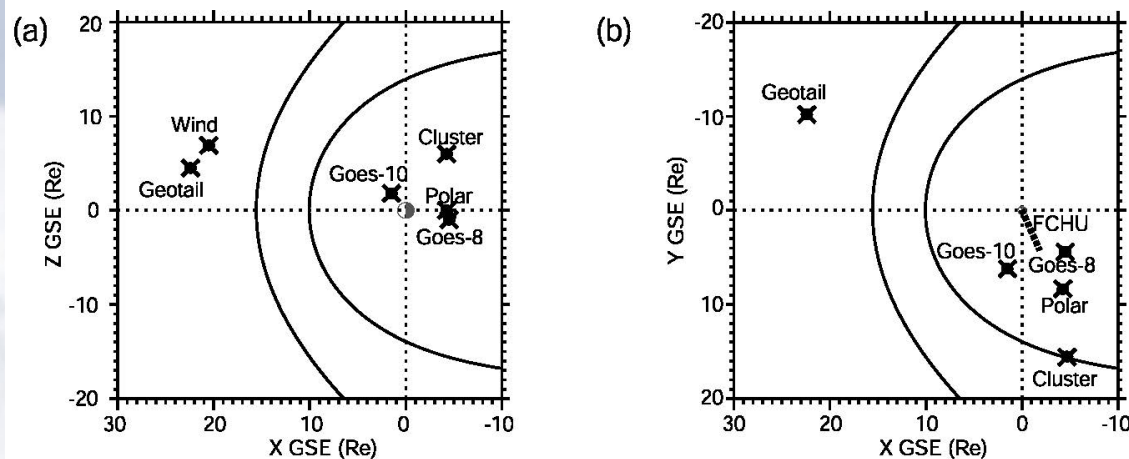 (a)
20
10
0
-10
-20
Z GSE (Re)
30
20
10
0
-10
X GSE (Re)
Wind
Geotail
Cluster
Goes-10
Polar
Goes-8
(b)
-20
-10
0
10
20
Y GSE (Re)
30
20
10
0
-10
X GSE (Re)
Geotail
FCHU
Goes-10
Goes-8
Polar
Cluster